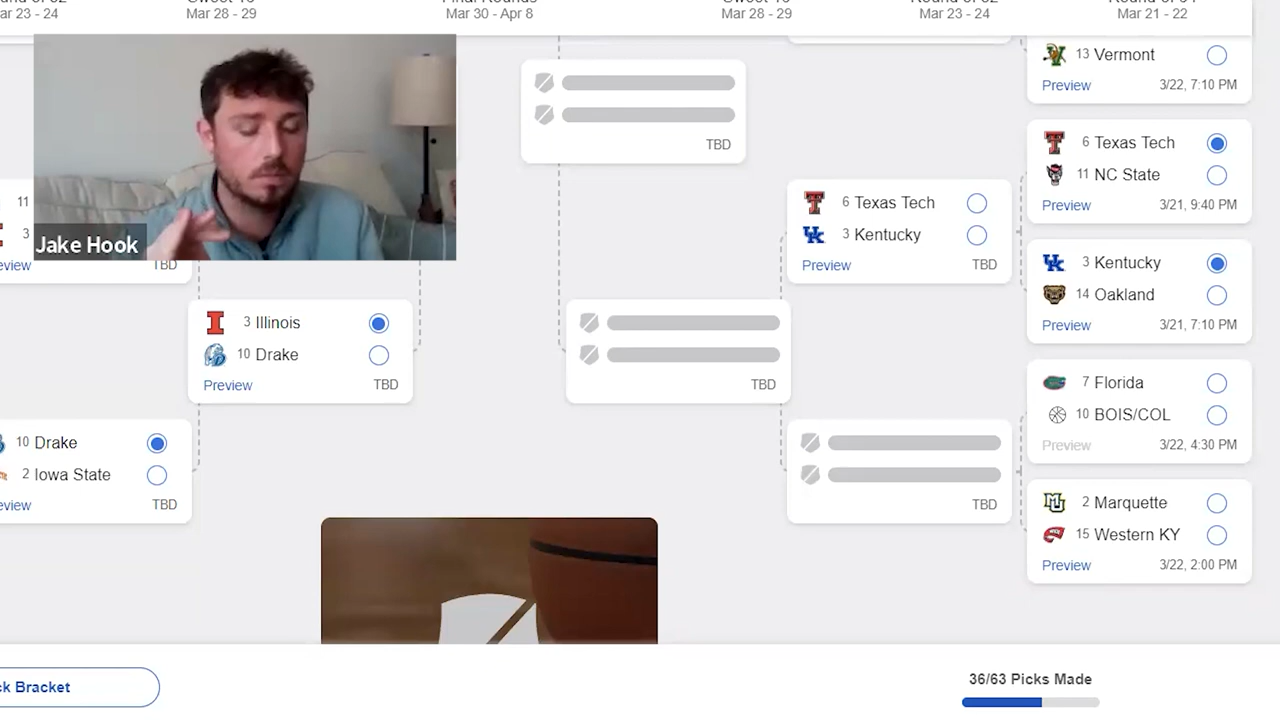 Mar 23 - 24
Mar 28 - 29
Mar 30 - Apr 8
Mar 28 - 29
Mar 23 - 24
Mar 21 - 22
Jake Hook
11
3
TBD
3 Illinois
10 Drake
Preview
TBD
10 Drake
2 Iowa State
TBD
TBD
TBD
6 Texas Tech
3 Kentucky
Preview
TBD
TBD
13 Vermont
Preview
3/22, 7:10 PM
6 Texas Tech
11 NC State
Preview
3/21, 9:40 PM
3 Kentucky
14 Oakland
Preview
3/21, 7:10 PM
7 Florida
10 BOIS/COL
Preview
3/22, 4:30 PM
2 Marquette
15 Western KY
Preview
3/22, 2:00 PM
Bracket
36/63 Picks Made